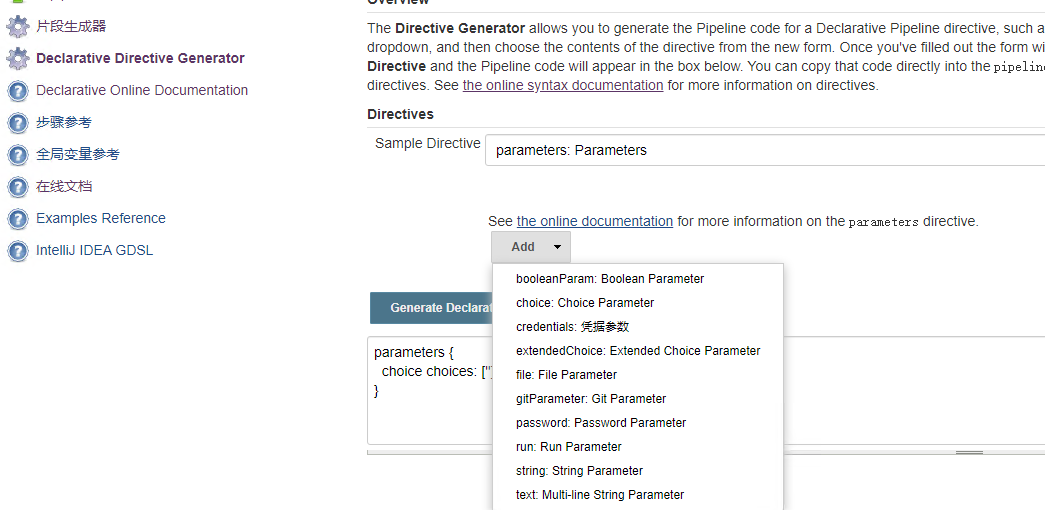 片段生成器
Declarative Directive Generator
Declarative Online Documentation
步骤参考
全局变量参考
在线文档
Examples Reference
IntelliJ IDEA GDSL
Overview
The Directive Generator allows you to generate the Pipeline code for a Declarative Pipeline directive, such a
dropdown, and then choose the contents of the directive from the new form. Once you've filled out the form wi
Directive and the Pipeline code will appear in the box below. You can copy that code directly into the pipeline
directives. See the online syntax documentation for more information on directives.
Directives
Sample Directive
parameters: Parameters
See the online documentation for more information on the parameters directive.
Add
booleanParam: Boolean Parameter
choice: Choice Parameter
credentials: 凭据参数
extendedChoice: Extended Choice Parameter
file: File Parameter
gitParameter: Git Parameter
password: Password Parameter
run: Run Parameter
string: String Parameter
text: Multi-line String Parameter
Generate Declarat
parameters {
choice choices: ['']
}